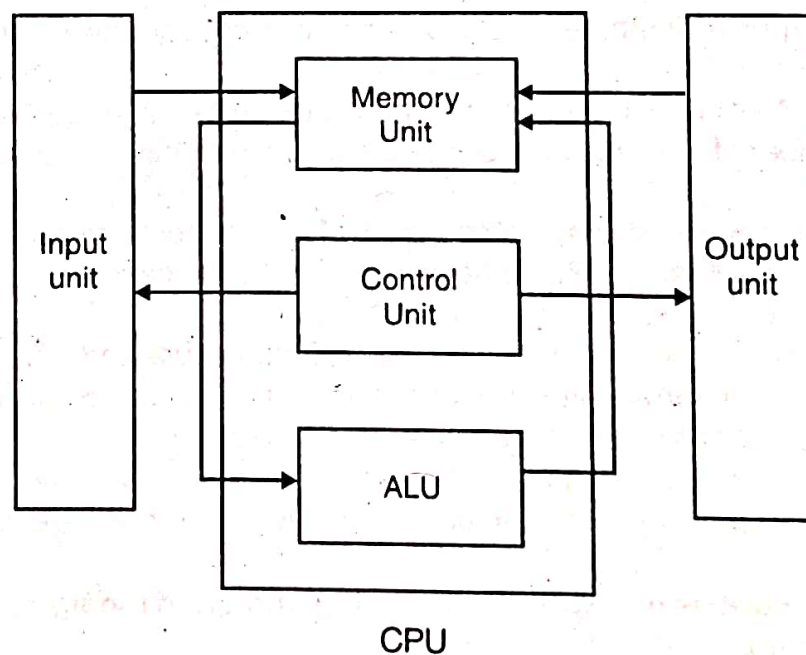 Memory
Unit
Input
unit
Control
Unit
Output
unit
ALU
CPU